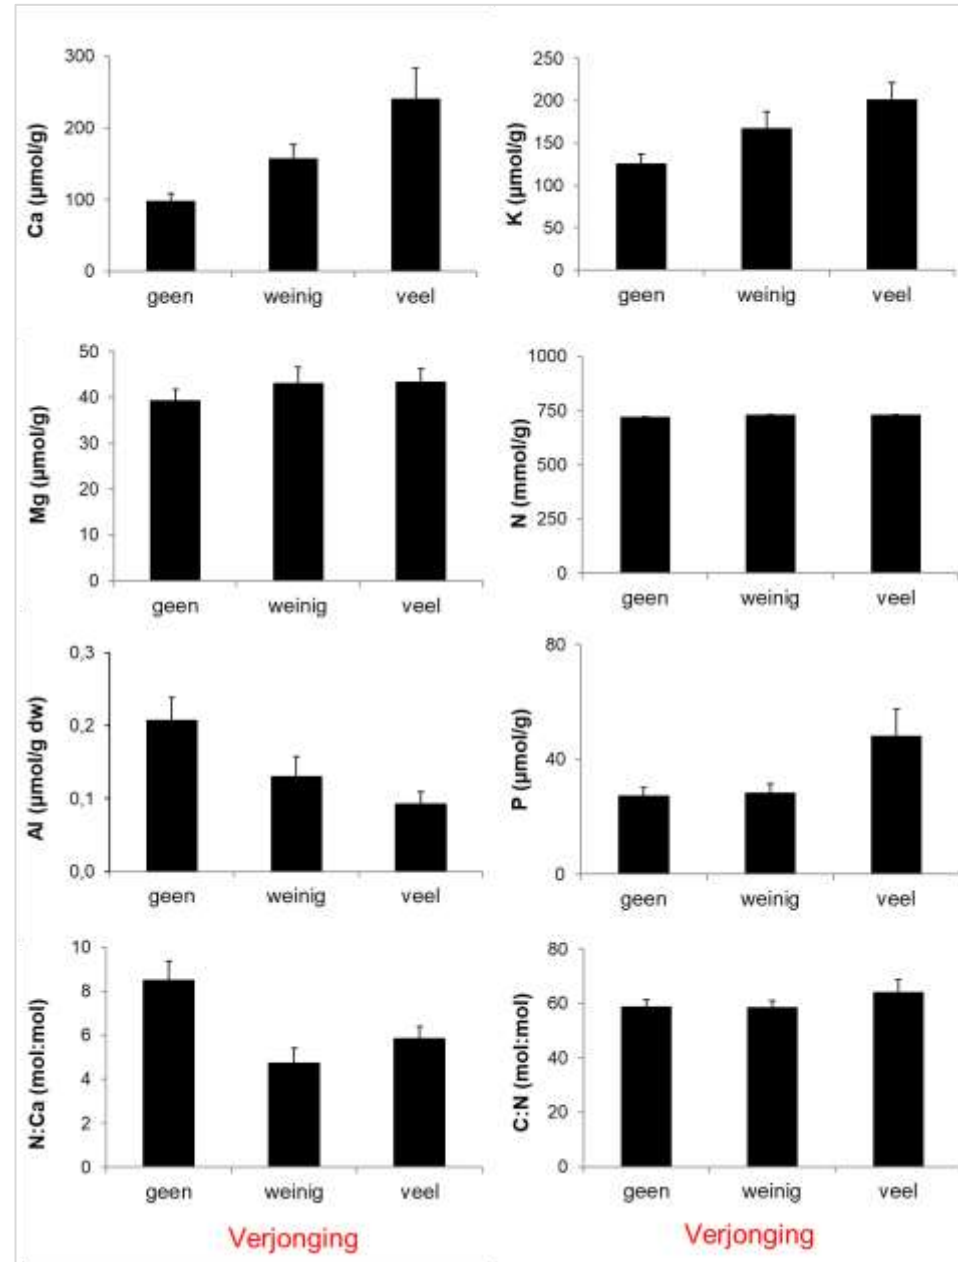 Ca (µmol/g)
300
200
100
0
geen weinig veel
K (µmol/g)
250
200
150
100
50
0
geen weinig veel
Mg (µmol/g)
50
40
30
20
10
0
geen weinig veel
N (mmol/g)
1000
750
500
250
0
geen weinig veel
Al (µmol/g dw)
0,3
0,2
0,1
0,0
geen weinig veel
P (µmol/g)
80
40
0
geen weinig veel
N:Ca (mol:mol)
10
8
6
4
2
0
geen weinig veel
Verjonging
C:N (mol:mol)
80
60
40
20
0
geen weinig veel
Verjonging